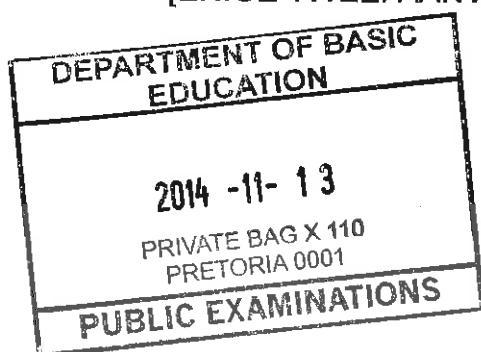 DEPARTMENT OF BASIC
EDUCATION
2014 -11- 13
PRIVATE BAG X 110
PRETORIA 0001
PUBLIC EXAMINATIONS